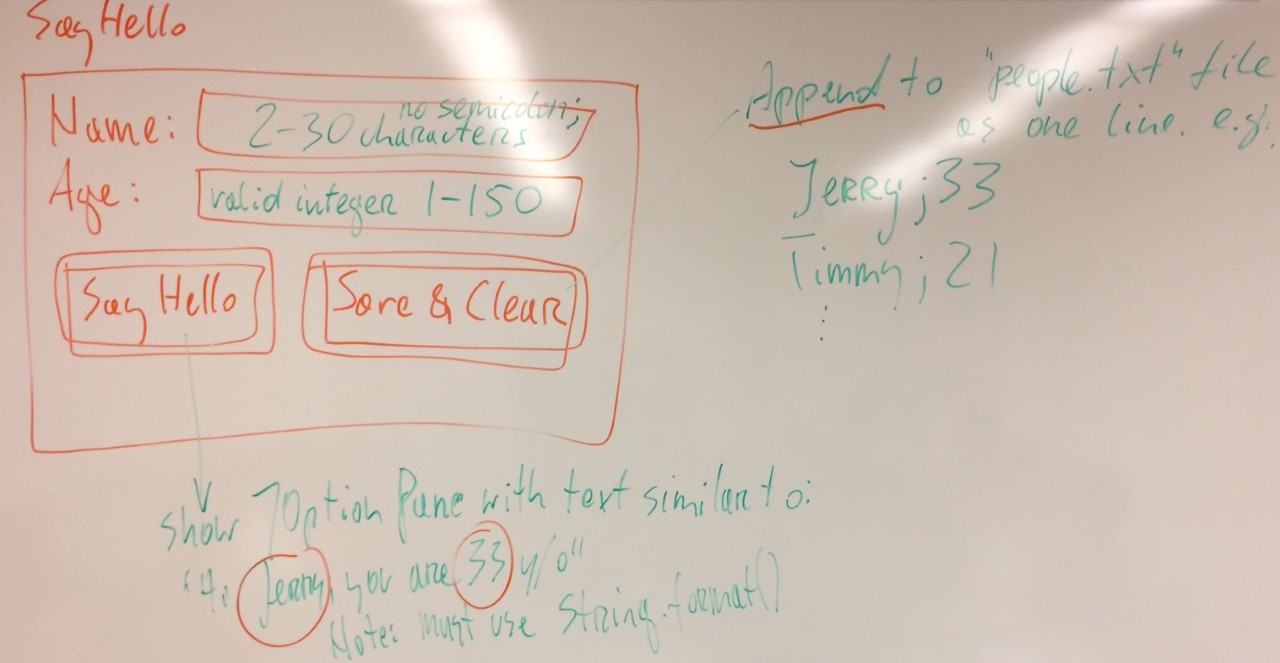 Say Hello
Name: 2-30 characters no semicolon;
Age: valid integer 1-150
Say Hello
Save & Clear
Append to "people.txt" file
as one line. e.g.
Jerry;33
Timmy;21
⋮
show JOption Pane with text similar to:
"Hi Jerry, you are 33 y/o"
Note: must use String.format()